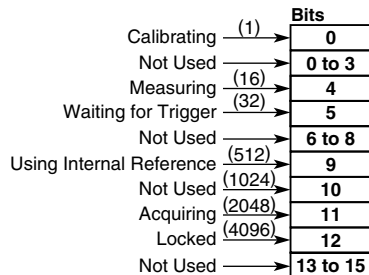 Bits
Calibrating (1) 0
Not Used 0 to 3
Measuring (16) 4
Waiting for Trigger (32) 5
Not Used 6 to 8
Using Internal Reference (512) 9
Not Used (1024) 10
Acquiring (2048) 11
Locked (4096) 12
Not Used 13 to 15